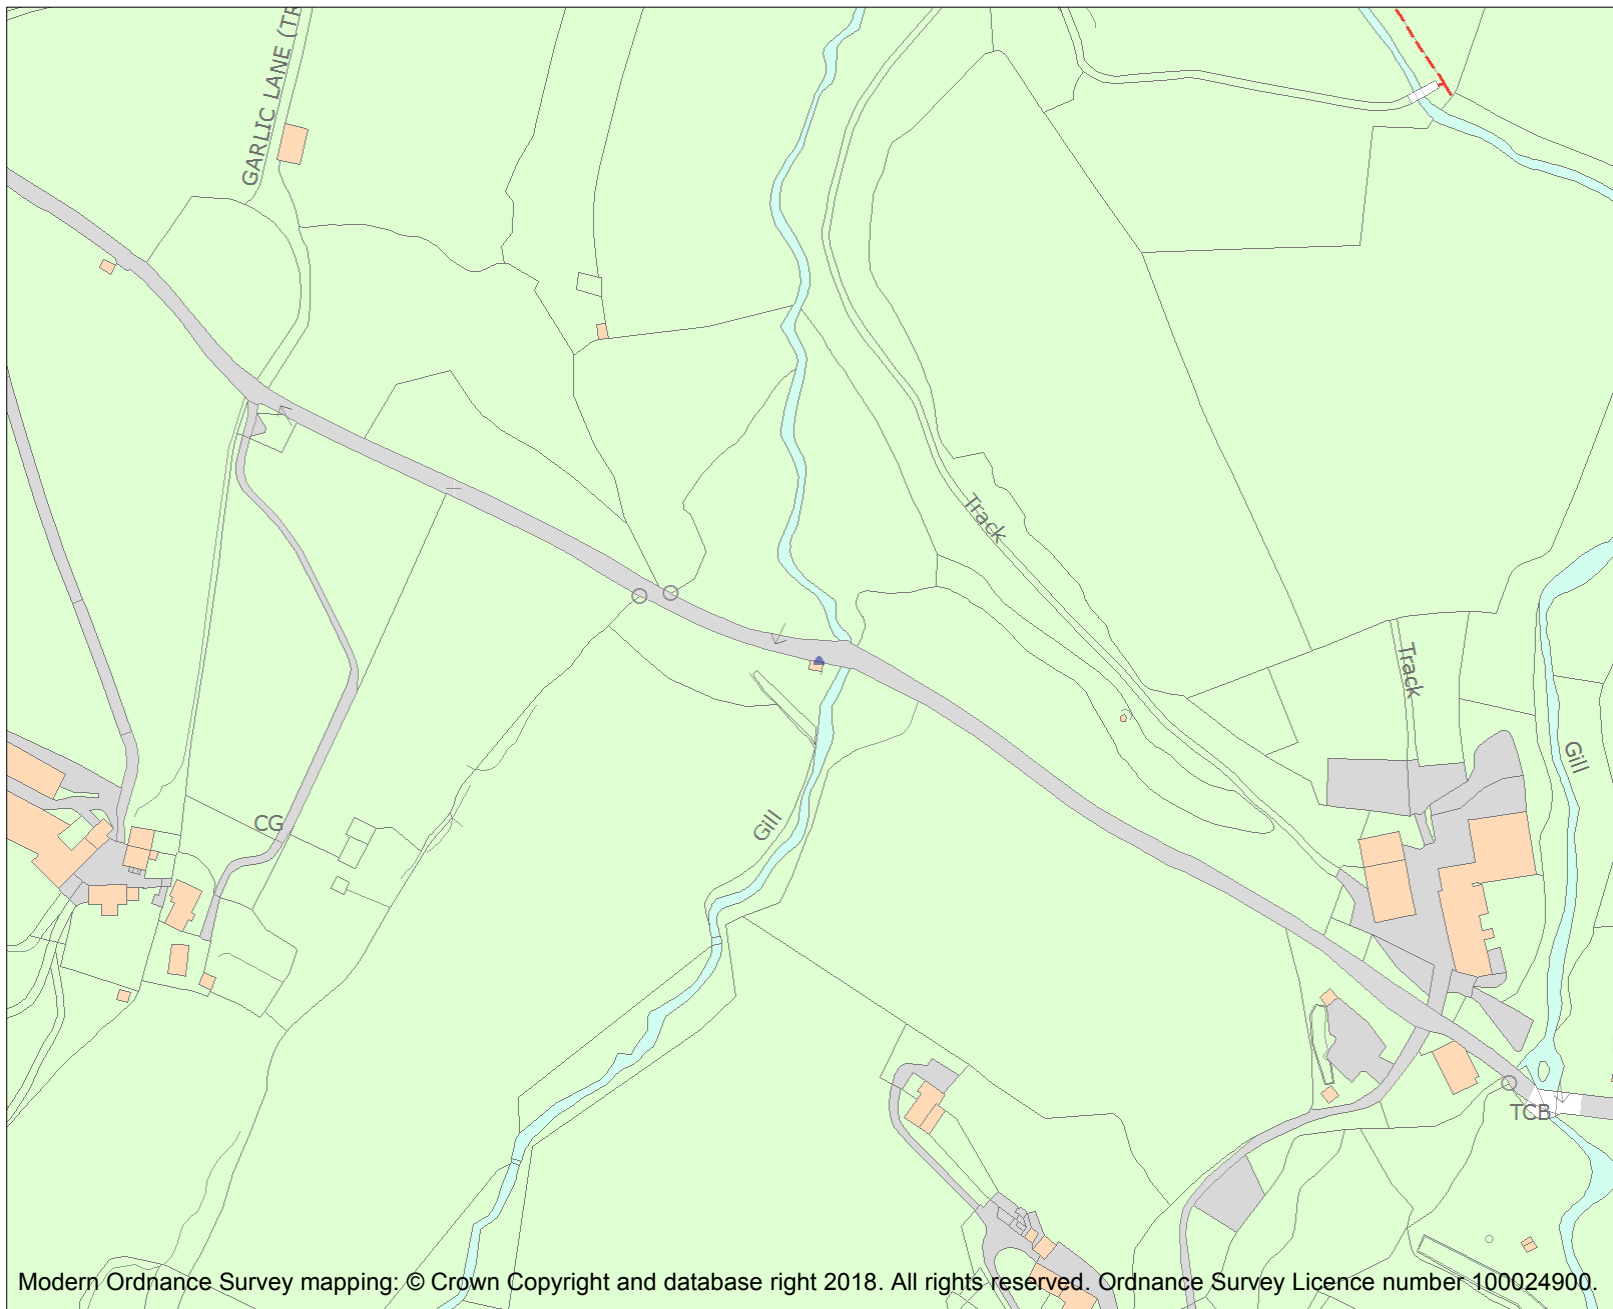 GARLIC LANE (TR
Track
Track
Gill
CG
Gill
TCB
Modern Ordnance Survey mapping: © Crown Copyright and database right 2018. All rights reserved. Ordnance Survey Licence number 100024900.